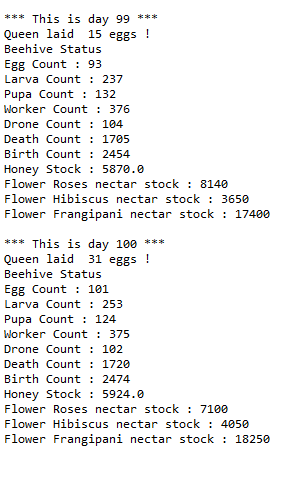 *** This is day 99 ***
Queen laid  15 eggs !
Beehive Status
Egg Count : 93
Larva Count : 237
Pupa Count : 132
Worker Count : 376
Drone Count : 104
Death Count : 1705
Birth Count : 2454
Honey Stock : 5870.0
Flower Roses nectar stock : 8140
Flower Hibiscus nectar stock : 3650
Flower Frangipani nectar stock : 17400

*** This is day 100 ***
Queen laid  31 eggs !
Beehive Status
Egg Count : 101
Larva Count : 253
Pupa Count : 124
Worker Count : 375
Drone Count : 102
Death Count : 1720
Birth Count : 2474
Honey Stock : 5924.0
Flower Roses nectar stock : 7100
Flower Hibiscus nectar stock : 4050
Flower Frangipani nectar stock : 18250